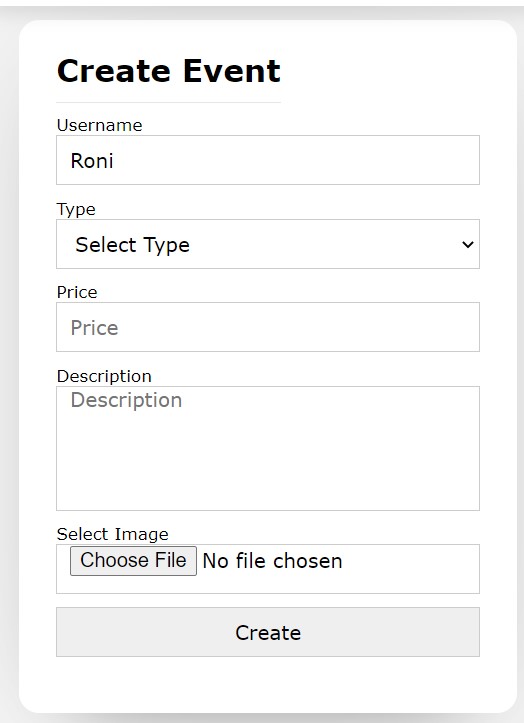 Create Event
Username
Roni
Type
Select Type
Price
Price
Description
Description
Select Image
Choose File No file chosen
Create